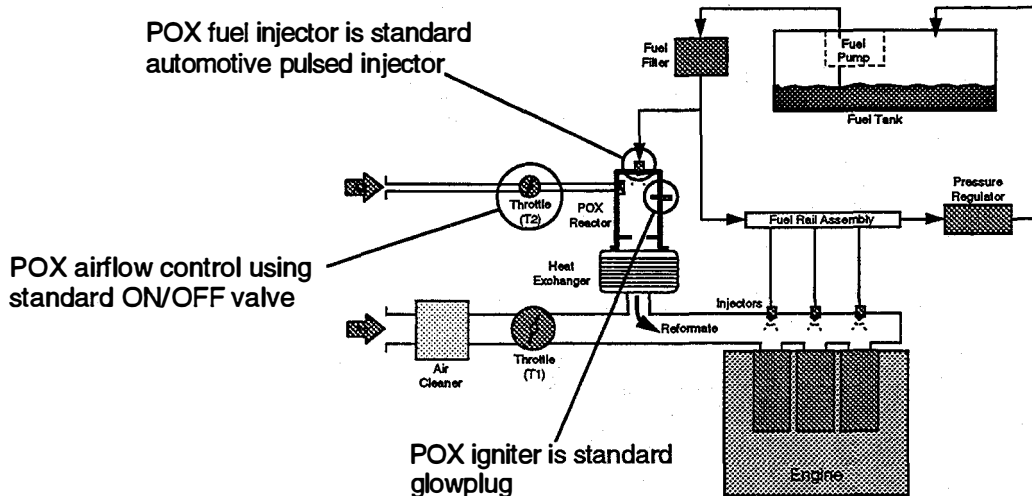 POX fuel injector is standard
automotive pulsed injector
Fuel
Filter
Fuel
Pump
Fuel Tank
Throttle
(T2)
POX
Reactor
Pressure
Regulator
Fuel Rail Assembly
POX airflow control using
standard ON/OFF valve
Heat
Exchanger
Injectors
Reformate
Air
Cleaner
Throttle
(T1)
POX igniter is standard
glowplug
Engine